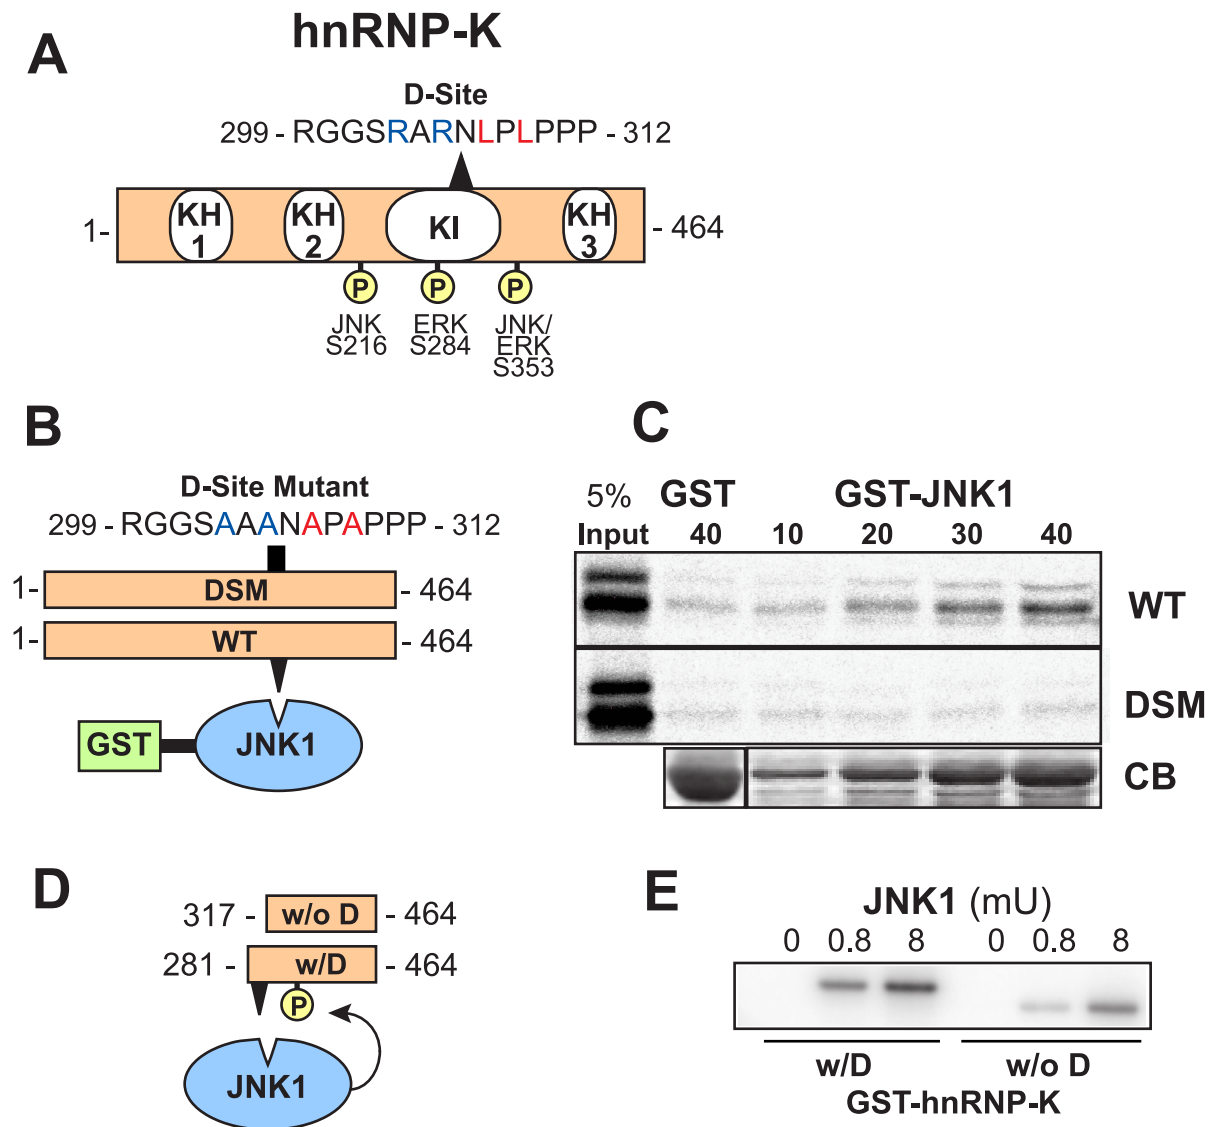 A
hnRNP-K
D-Site
299 - RGGSRARNLPLPPP - 312
1-
KH
1
KH
2
KI
KH
3
- 464
P
P
P
JNK
S216
ERK
S284
JNK/
ERK
S353
B
D-Site Mutant
299 - RGGSAAANAPAPPP - 312
1-
DSM
- 464
1-
WT
- 464
GST
JNK1
C
5%
Input
GST
GST-JNK1
40 10 20 30 40
WT
DSM
CB
D
317 - w/o D - 464
281 - w/D - 464
P
JNK1
E
JNK1 (mU)
0 0.8 8 0 0.8 8
w/D w/o D
GST-hnRNP-K